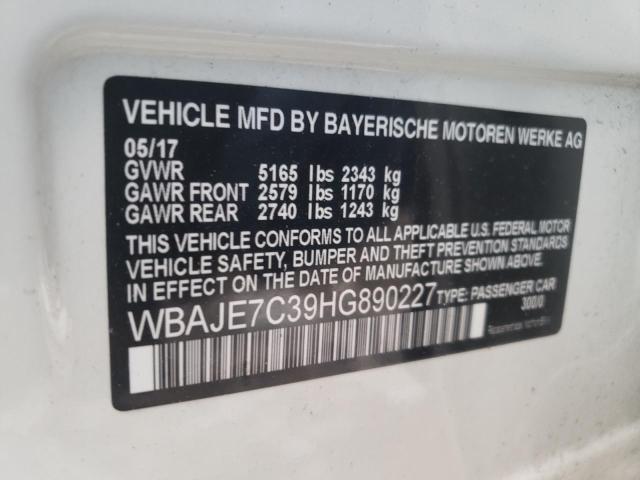 VEHICLE MFD BY BAYERISCHE MOTOREN WERKE AG
05/17
GVWR 5165 lbs 2343 kg
GAWR FRONT 2579 lbs 1170 kg
GAWR REAR 2740 lbs 1243 kg
THIS VEHICLE CONFORMS TO ALL APPLICABLE U.S. FEDERAL MOTOR
VEHICLE SAFETY, BUMPER AND THEFT PREVENTION STANDARDS
IN EFFECT ON THE DATE OF MANUFACTURE SHOWN ABOVE.
WBAJE7C39HG890227 TYPE: PASSENGER CAR
300/0